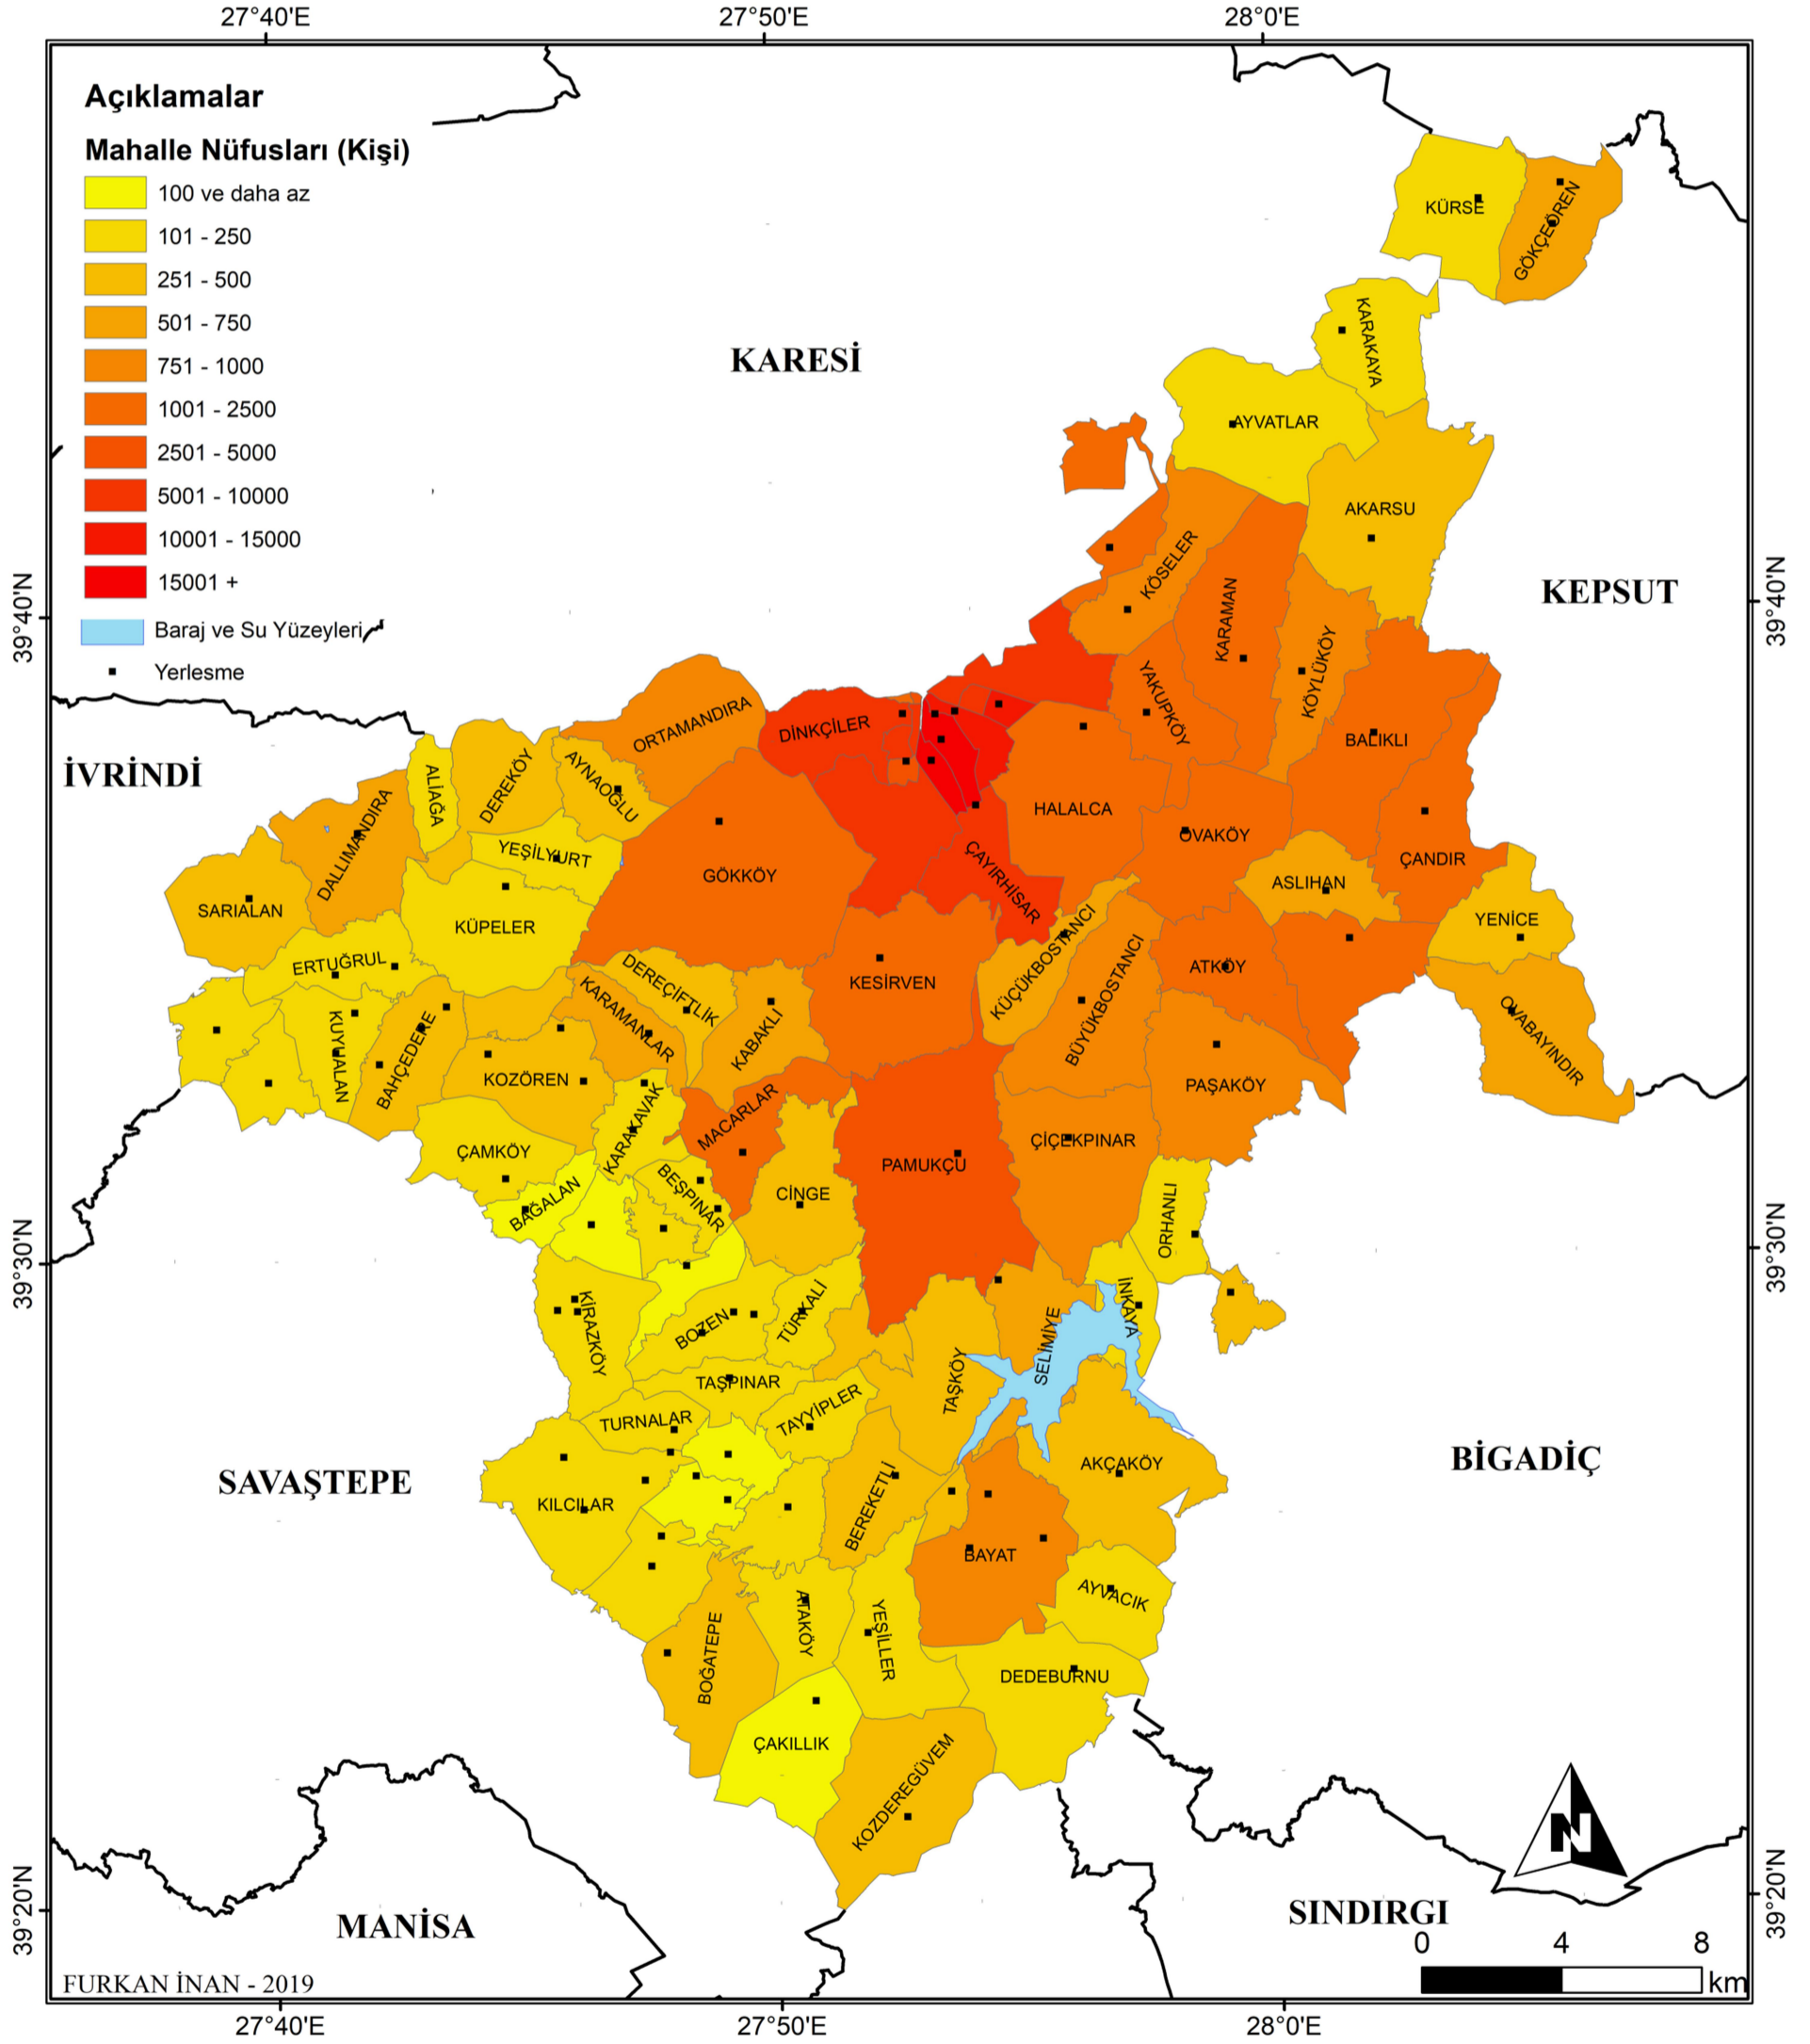 27°40'E 27°50'E 28°0'E
Açıklamalar
Mahalle Nüfusları (Kişi)
100 ve daha az
101 - 250
251 - 500
501 - 750
751 - 1000
1001 - 2500
2501 - 5000
5001 - 10000
10001 - 15000
15001 +
Baraj ve Su Yüzeyleri
Yerlesme
KÜRSE
GÖKÇEÖREN
KARAKAYA
KARESİ
AYVATLAR
AKARSU
KÖSELER
KEPSUT
39°40'N
39°40'N
KARAMAN
KÖYLÜKÖY
YAKUPKÖY
ORTAMANDIRA
DİNKÇİLER
BALIKLI
İVRİNDİ
ALİAĞA
DEREKÖY
AYNAOĞLU
HALALCA
OVAKÖY
DALLIMANDIRA
YEŞİLYURT
GÖKKÖY
ÇAYIRHİSAR
ÇANDIR
ASLIHAN
SARIALAN
KÜPELER
YENİCE
ERTUĞRUL
DEREÇİFTLİK
KESİRVEN
KÜÇÜKBOSTANCI
BÜYÜKBOSTANCI
ATKÖY
KARAMANLAR
KABAKLI
OVABAYINDIR
KUYUALAN
BAHÇEDERE
KOZÖREN
PAŞAKÖY
KARAKAVAK
MACARLAR
ÇAMKÖY
ÇİÇEKPINAR
PAMUKÇU
BAĞALAN
BEŞPINAR
CİNGE
ORHANLI
39°30'N
39°30'N
KİRAZKÖY
BOZEN
TÜRKALİ
İNKAYA
SELİMİYE
TAŞPINAR
TAŞKÖY
TAYYİPLER
TURNALAR
SAVAŞTEPE
BİGADİÇ
AKÇAKÖY
KILCILAR
BEREKETLİ
BAYAT
AYVACIK
ATAKÖY
YEŞİLLER
BOĞATEPE
DEDEBURNU
ÇAKILLIK
KOZDEREGÜVEM
N
39°20'N
39°20'N
MANİSA
SINDIRGI
0 4 8
km
FURKAN İNAN - 2019
27°40'E 27°50'E 28°0'E